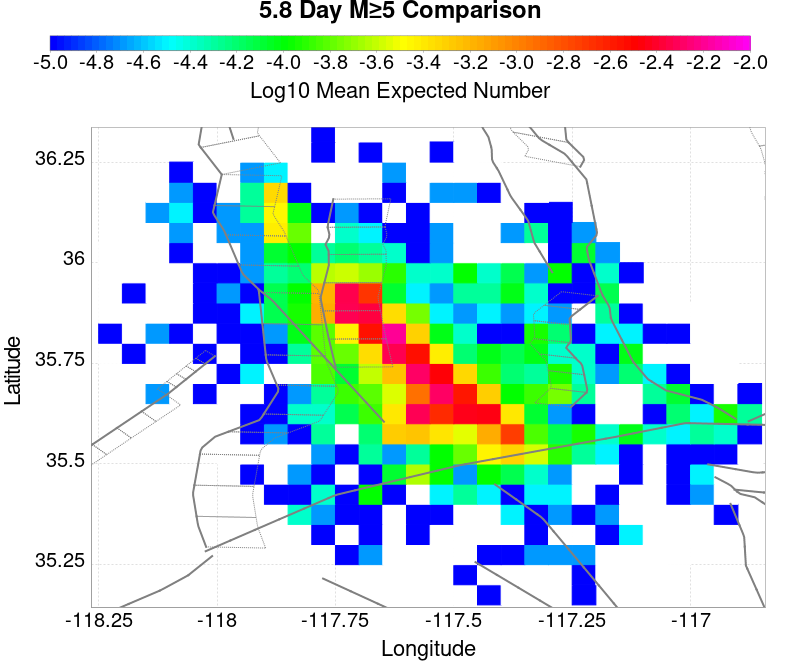 5.8 Day M≥5 Comparison
-5.0 -4.8 -4.6 -4.4 -4.2 -4.0 -3.8 -3.6 -3.4 -3.2 -3.0 -2.8 -2.6 -2.4 -2.2 -2.0
Log10 Mean Expected Number
36.25
36
35.75
35.5
35.25
Latitude
-118.25 -118 -117.75 -117.5 -117.25 -117
Longitude